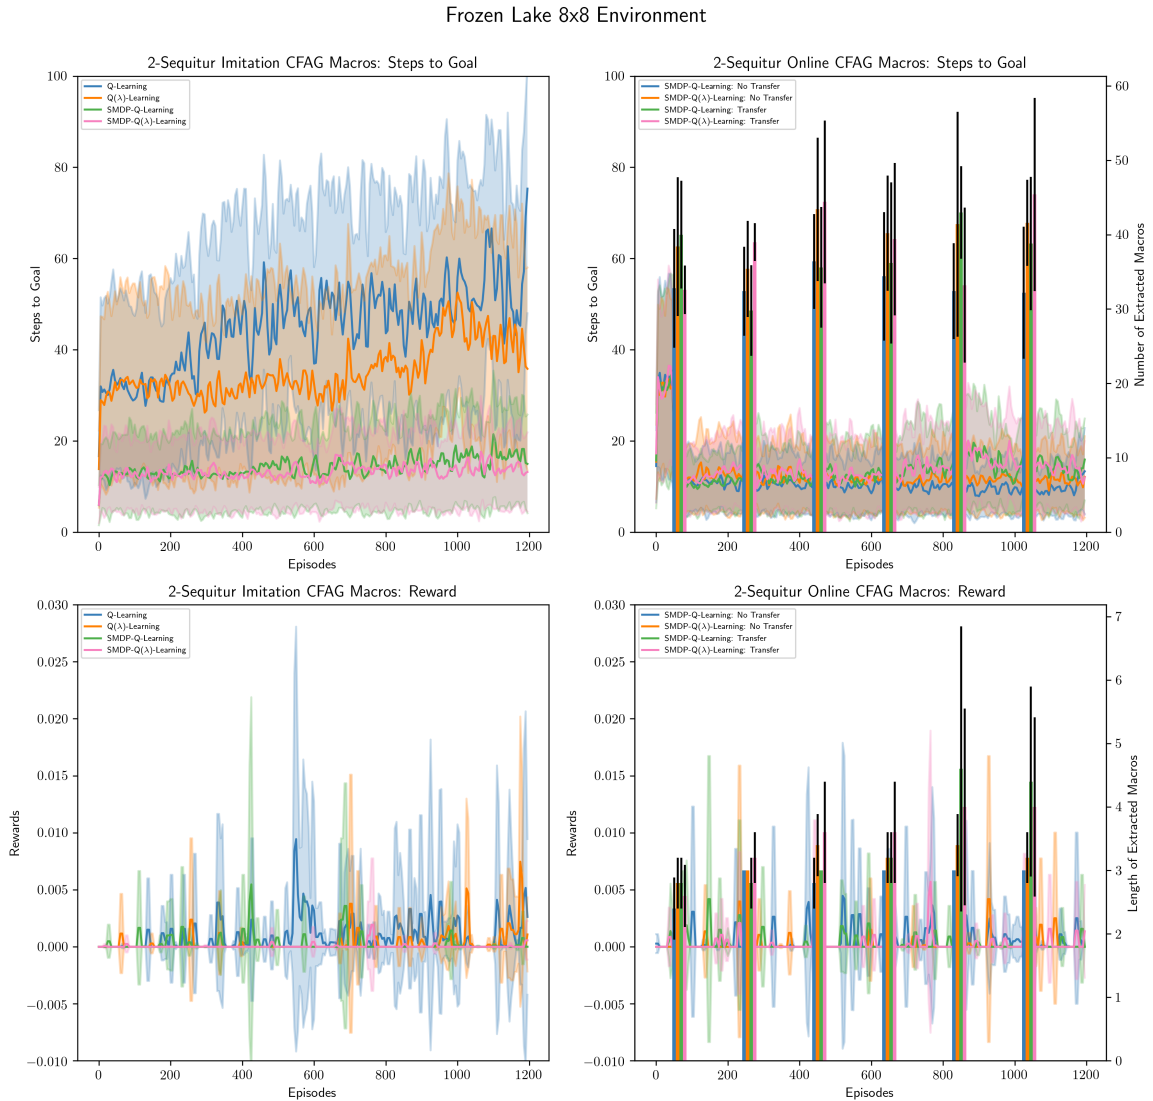 Frozen Lake 8x8 Environment
2-Sequitur Imitation CFAG Macros: Steps to Goal
Q-Learning
Q(λ)-Learning
SMDP-Q-Learning
SMDP-Q(λ)-Learning
100
80
60
40
20
0
Steps to Goal
0 200 400 600 800 1000 1200
Episodes
2-Sequitur Online CFAG Macros: Steps to Goal
SMDP-Q-Learning: No Transfer
SMDP-Q(λ)-Learning: No Transfer
SMDP-Q-Learning: Transfer
SMDP-Q(λ)-Learning: Transfer
100
80
60
40
20
0
Steps to Goal
60
50
40
30
20
10
0
Number of Extracted Macros
0 200 400 600 800 1000 1200
Episodes
2-Sequitur Imitation CFAG Macros: Reward
Q-Learning
Q(λ)-Learning
SMDP-Q-Learning
SMDP-Q(λ)-Learning
0.030
0.025
0.020
0.015
0.010
0.005
0.000
−0.005
−0.010
Rewards
0 200 400 600 800 1000 1200
Episodes
2-Sequitur Online CFAG Macros: Reward
SMDP-Q-Learning: No Transfer
SMDP-Q(λ)-Learning: No Transfer
SMDP-Q-Learning: Transfer
SMDP-Q(λ)-Learning: Transfer
0.030
0.025
0.020
0.015
0.010
0.005
0.000
−0.005
−0.010
Rewards
7
6
5
4
3
2
1
0
Length of Extracted Macros
0 200 400 600 800 1000 1200
Episodes